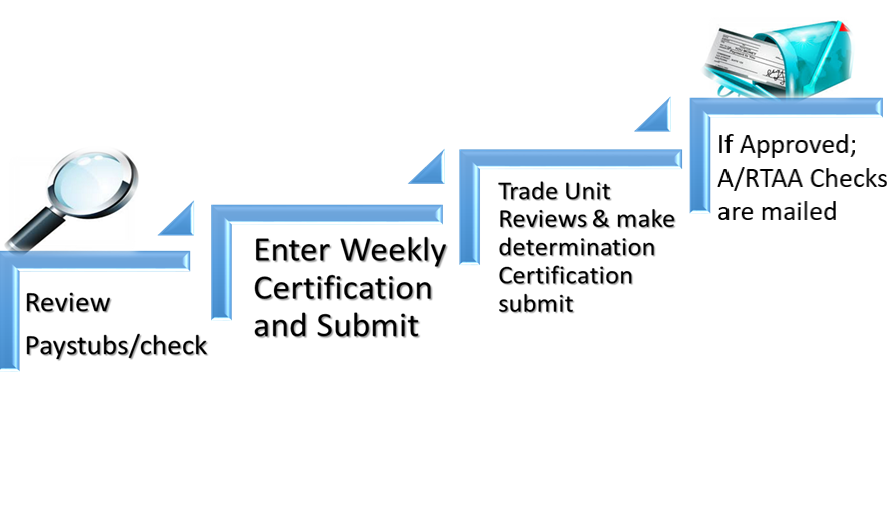 Review
Paystubs/check
Enter Weekly
Certification
and Submit
Trade Unit
Reviews & make
determination
Certification
submit
If Approved;
A/RTAA Checks
are mailed